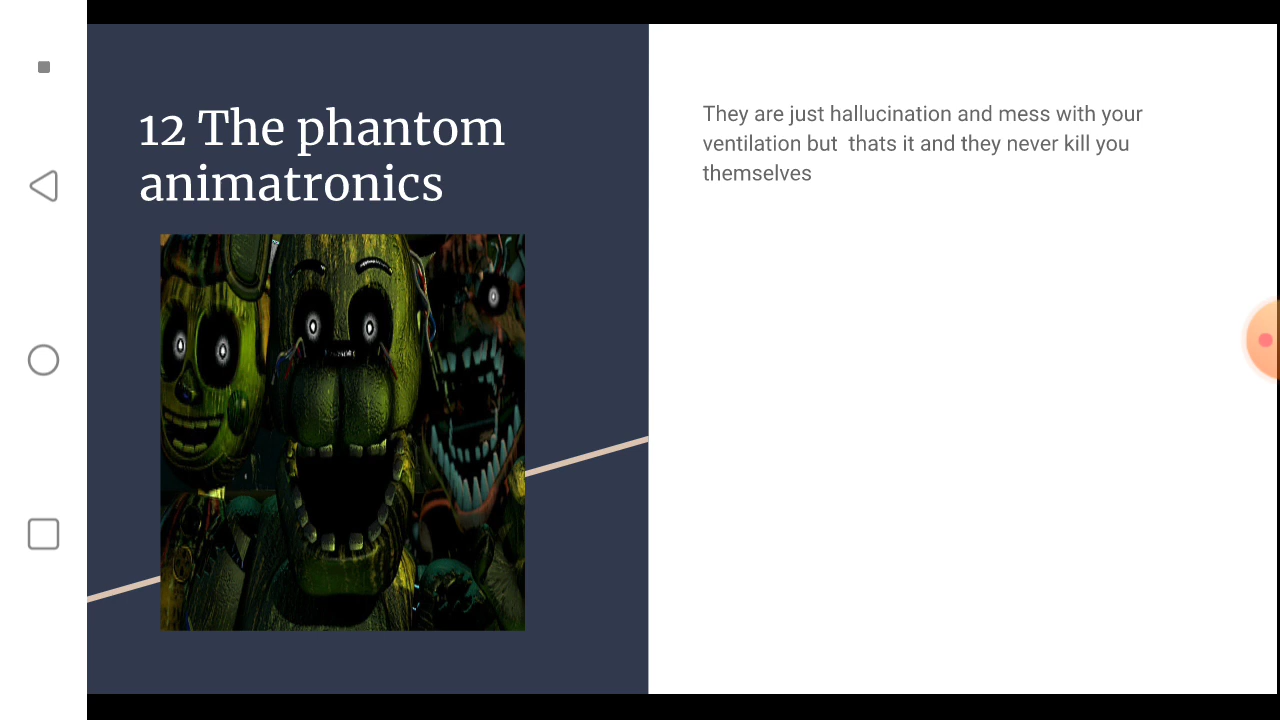 12 The phantom
animatronics
They are just hallucination and mess with your
ventilation but  thats it and they never kill you
themselves